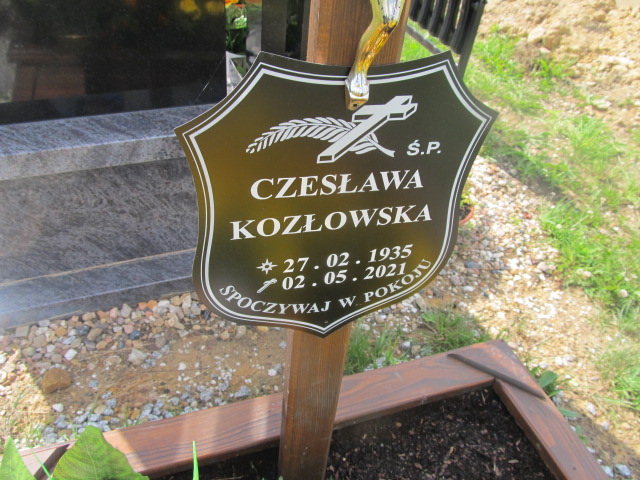 Ś.P.
CZESŁAWA
KOZŁOWSKA
27.02.1935
02.05.2021
SPOCZYWAJ W POKOJU